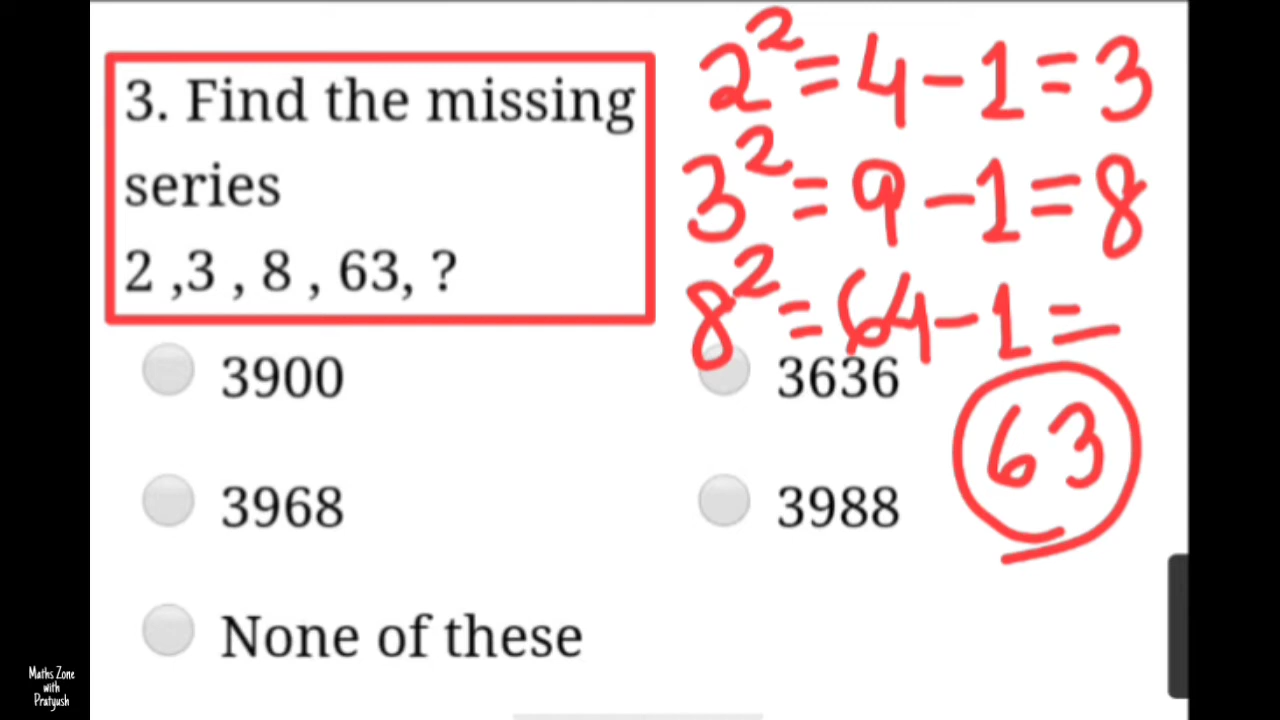 3. Find the missing
series
2 ,3 , 8 , 63, ?
2² = 4 - 1 = 3
3² = 9 - 1 = 8
8² = 64 - 1 =
63
3900
3636
3968
3988
None of these
Maths Zone
with
Pratyush